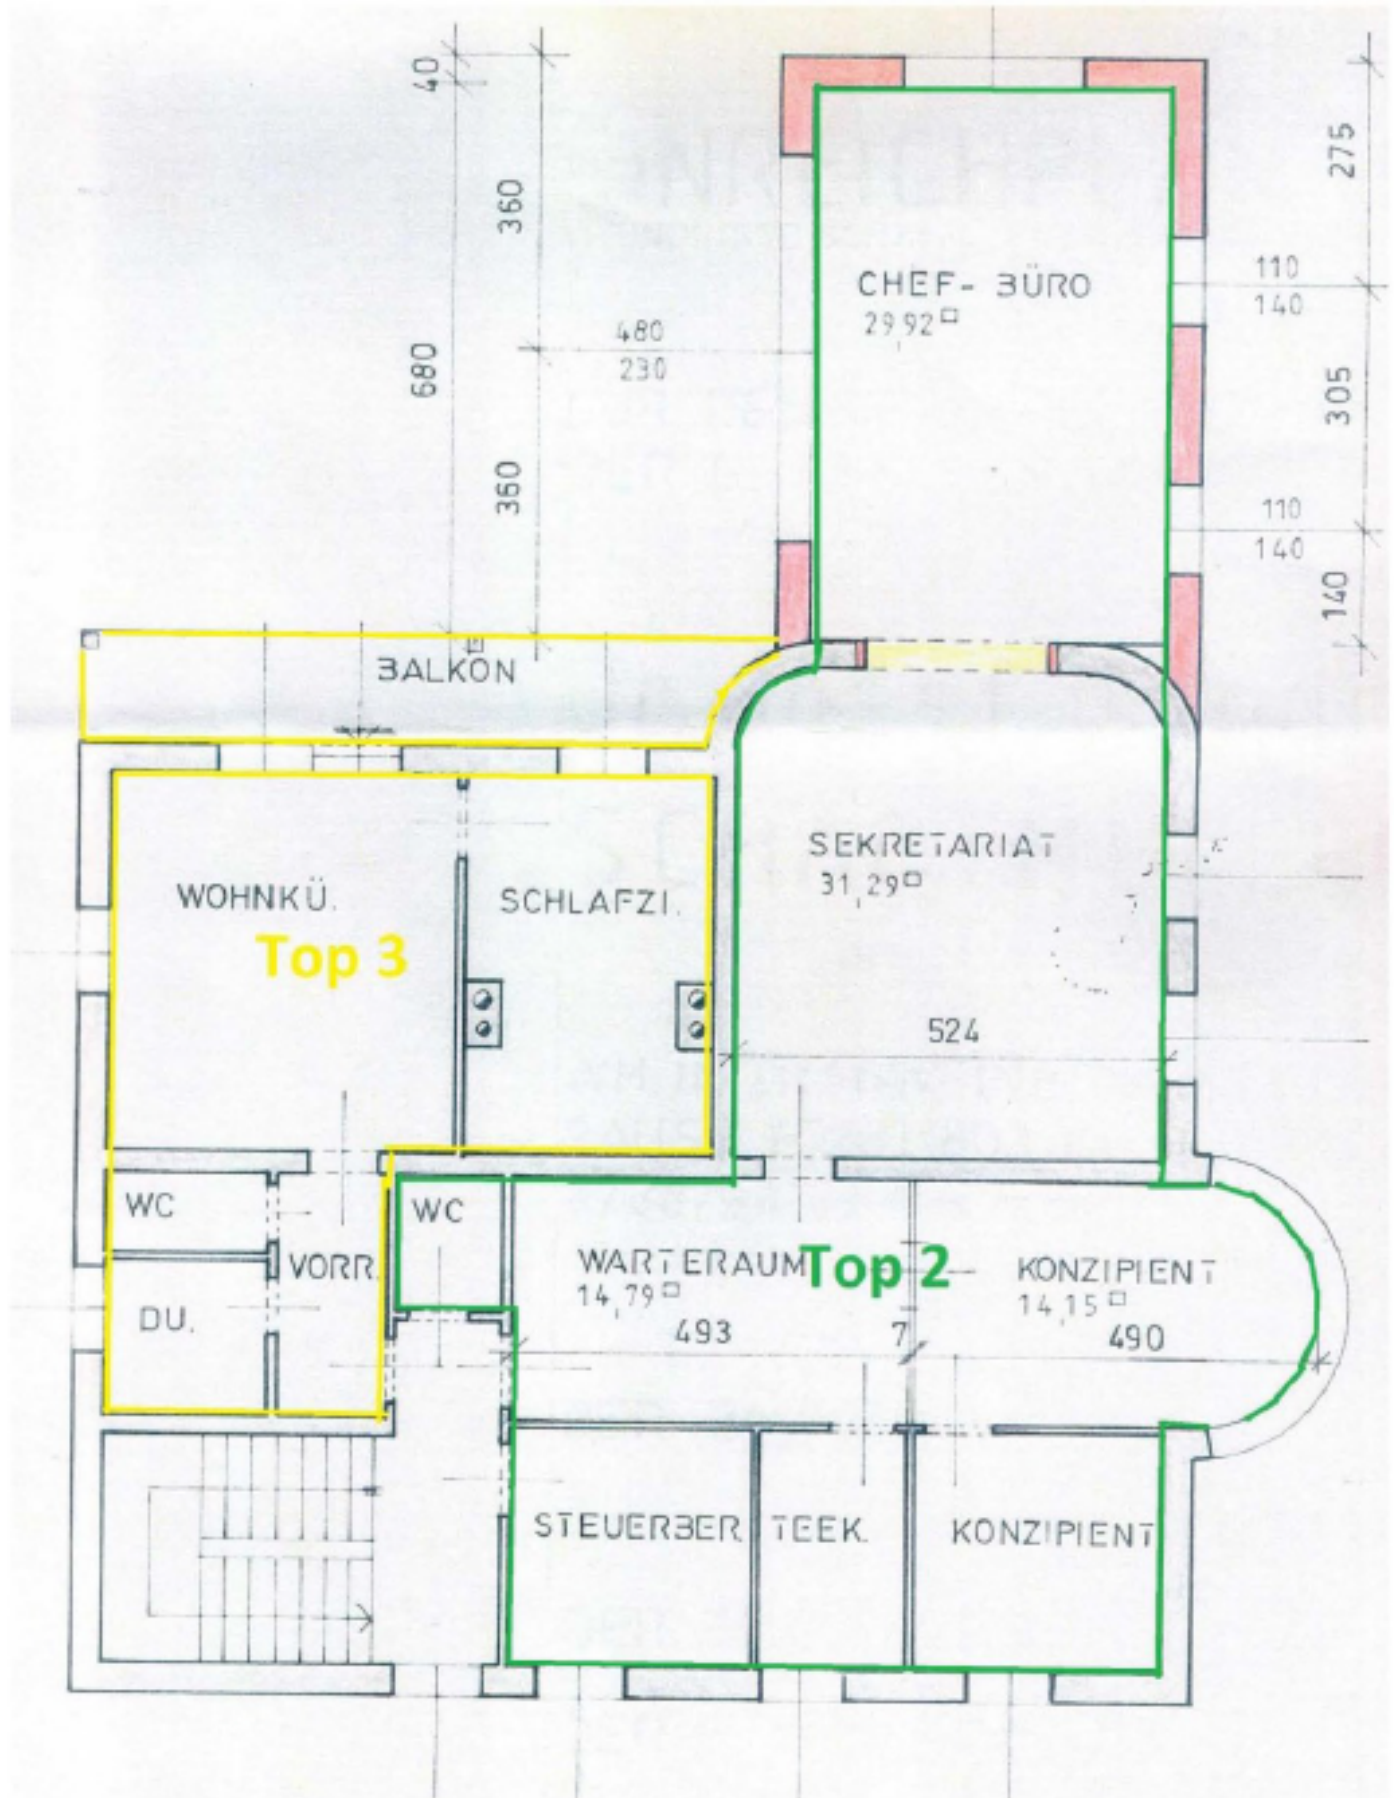 40
275
360
110
140
CHEF-BÜRO
29,92
480
230
680
305
360
110
140
140
BALKON
SEKRETARIAT
31,29
WOHNKÜ.
SCHLAFZI.
Top 3
524
WC
WC
VORR.
WARTERAUM
14,79
Top 2
KONZIPIENT
14,15
DU.
493
7
490
STEUERBER.
TEEK.
KONZIPIENT